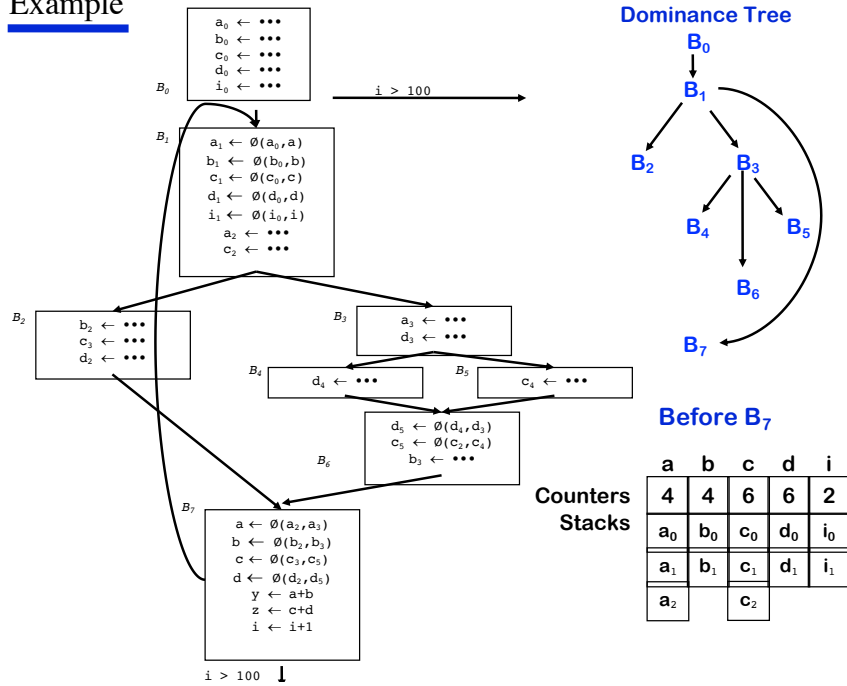 Example
B₀
a₀ ← •••
b₀ ← •••
c₀ ← •••
d₀ ← •••
i₀ ← •••
i > 100
B₁
a₁ ← Ø(a₀,a)
b₁ ← Ø(b₀,b)
c₁ ← Ø(c₀,c)
d₁ ← Ø(d₀,d)
i₁ ← Ø(i₀,i)
a₂ ← •••
c₂ ← •••
B₂
b₂ ← •••
c₃ ← •••
d₂ ← •••
B₃
a₃ ← •••
d₃ ← •••
B₄
d₄ ← •••
B₅
c₄ ← •••
B₆
d₅ ← Ø(d₄,d₃)
c₅ ← Ø(c₂,c₄)
b₃ ← •••
B₇
a ← Ø(a₂,a₃)
b ← Ø(b₂,b₃)
c ← Ø(c₃,c₅)
d ← Ø(d₂,d₅)
y ← a+b
z ← c+d
i ← i+1
i > 100
Dominance Tree
B₀
B₁
B₂ B₃
B₄ B₅
B₆
B₇
Before B₇
a b c d i
Counters 4 4 6 6 2
Stacks a₀ b₀ c₀ d₀ i₀
a₁ b₁ c₁ d₁ i₁
a₂ c₂